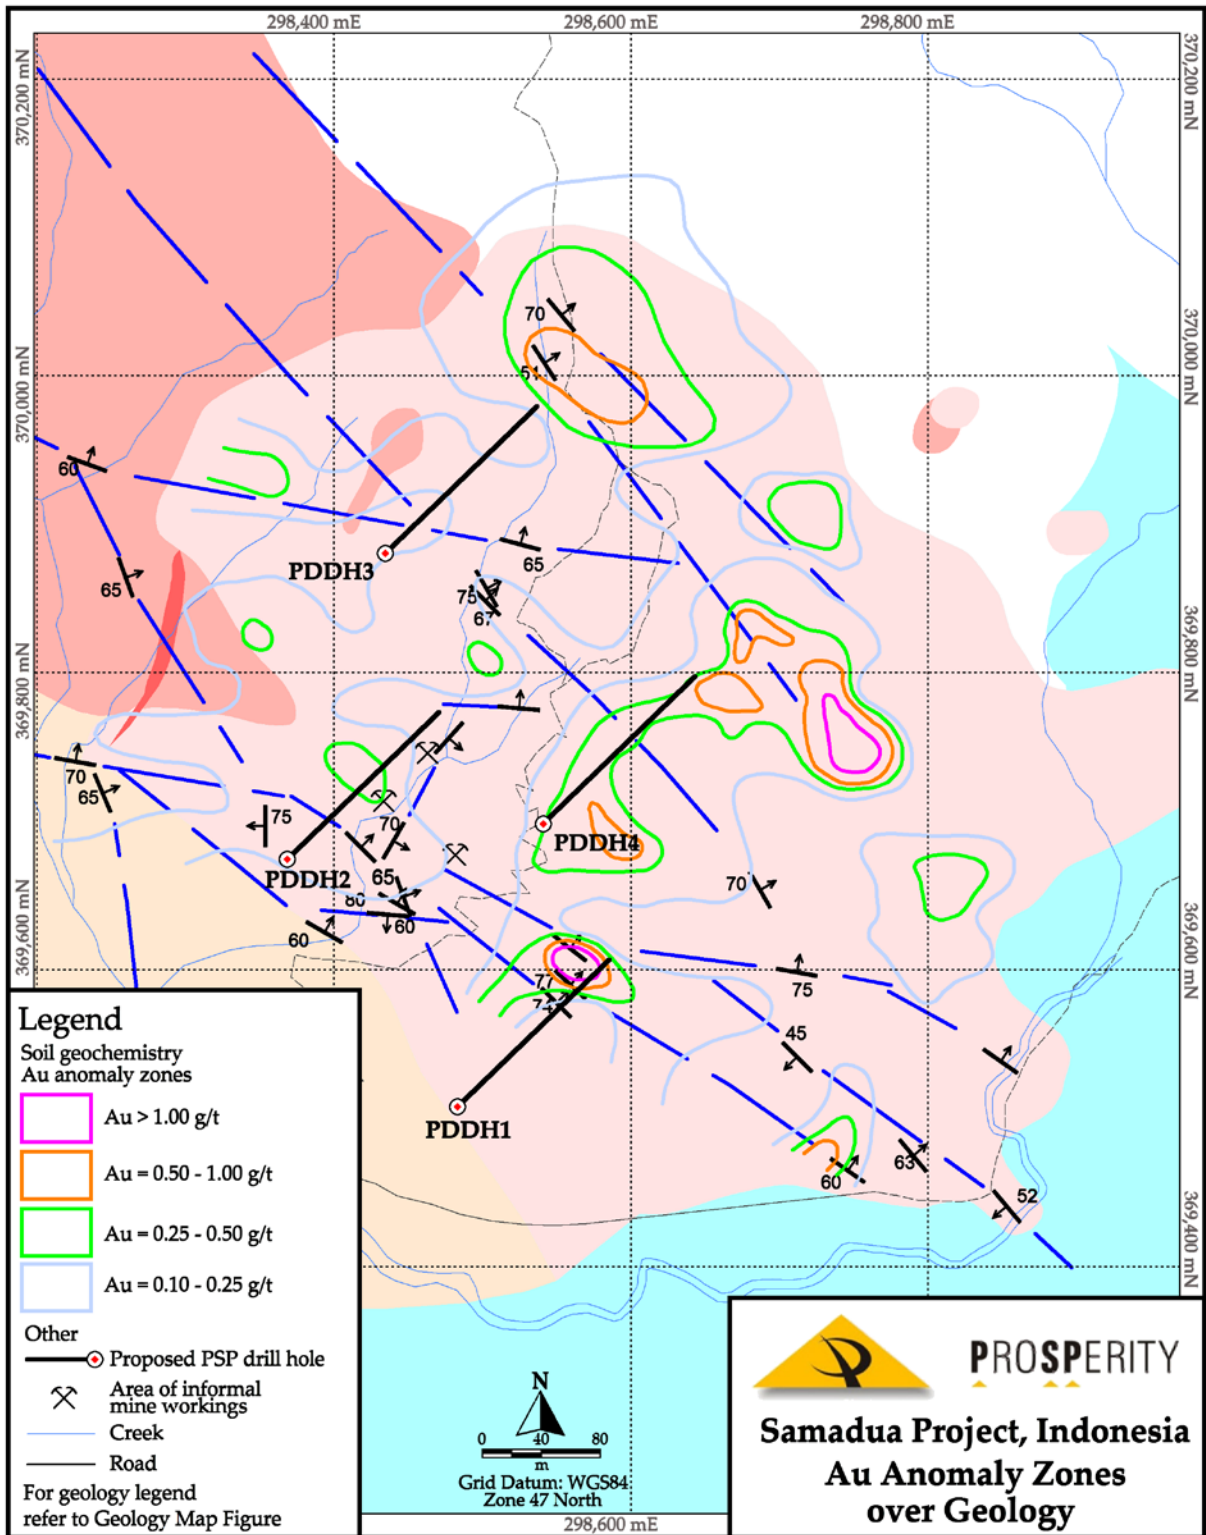 298,400 mE
298,600 mE
298,800 mE
370,200 mN
370,200 mN
70
51
370,000 mN
370,000 mN
60
65
65
PDDH3
75
67
369,800 mN
369,800 mN
70
65
75
70
PDDH4
PDDH2
65
80
60
60
70
369,600 mN
369,600 mN
77
75
45
PDDH1
63
60
52
369,400 mN
Legend
Soil geochemistry
Au anomaly zones
Au > 1.00 g/t
Au = 0.50 - 1.00 g/t
Au = 0.25 - 0.50 g/t
Au = 0.10 - 0.25 g/t
Other
Proposed PSP drill hole
Area of informal
mine workings
Creek
Road
For geology legend
refer to Geology Map Figure
N
0 40 80
m
Grid Datum: WGS84
Zone 47 North
298,600 mE
PROSPERITY
Samadua Project, Indonesia
Au Anomaly Zones
over Geology